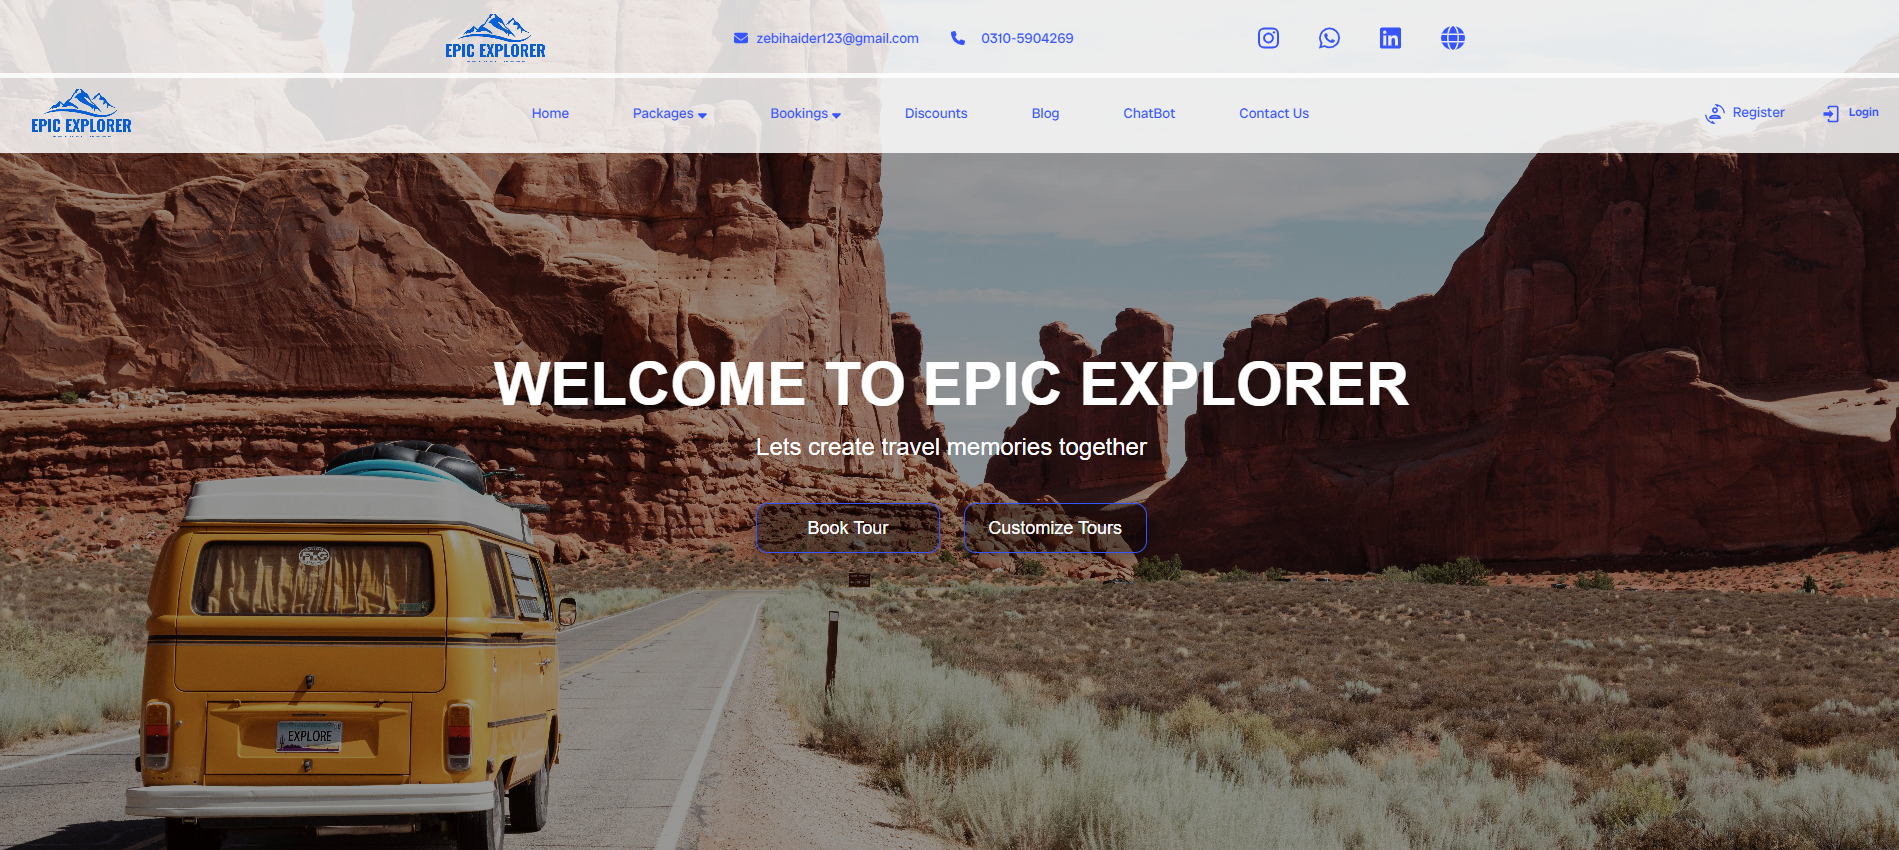 EPIC EXPLORER
zebihaider123@gmail.com
0310-5904269
EPIC EXPLORER
Home
Packages
Bookings
Discounts
Blog
ChatBot
Contact Us
Register
Login
WELCOME TO EPIC EXPLORER
Lets create travel memories together
Book Tour
Customize Tours
EXPLORE